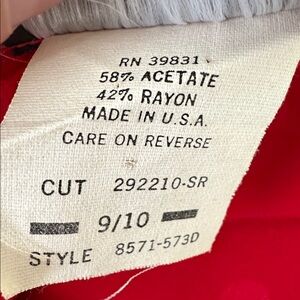 RN 39831
58% ACETATE
42% RAYON
MADE IN U.S.A.
CARE ON REVERSE
CUT 292210-SR
9/10
STYLE 8571-573D